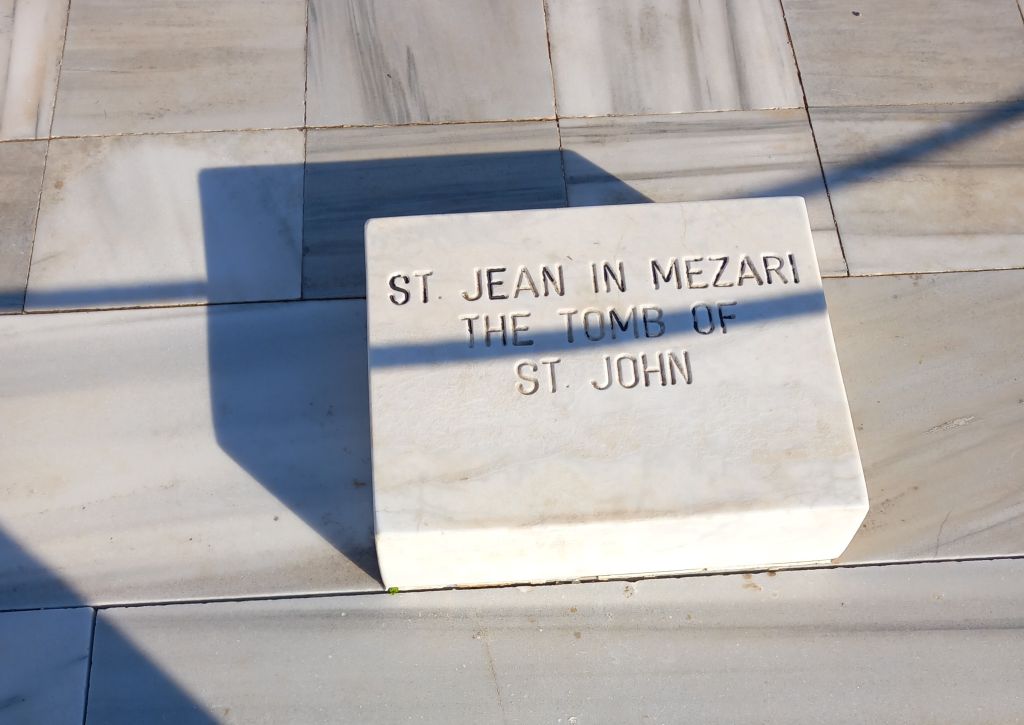 ST. JEAN IN MEZARI
THE TOMB OF
ST. JOHN